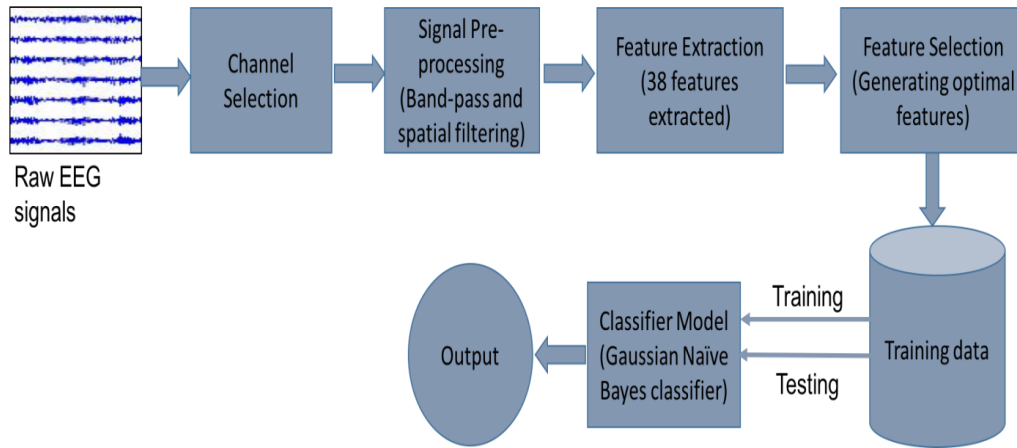 Raw EEG
signals
Channel
Selection
Signal Pre-
processing
(Band-pass and
spatial filtering)
Feature Extraction
(38 features
extracted)
Feature Selection
(Generating optimal
features)
Training data
Training
Testing
Classifier Model
(Gaussian Naïve
Bayes classifier)
Output